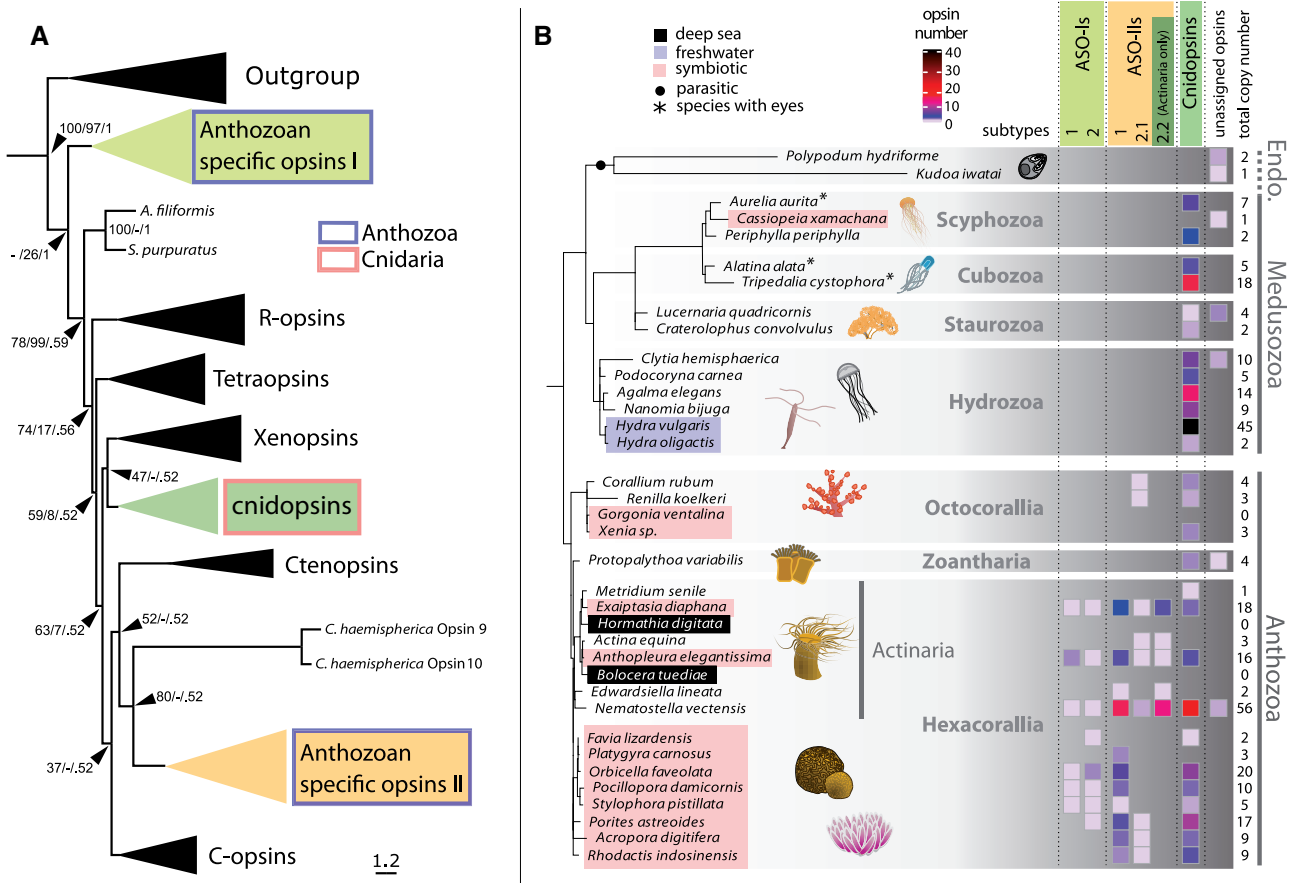 A
Outgroup
100/97/1
Anthozoan
specific opsins I
A. filiformis
100/-/1
S. purpuratus
- /26/1
Anthozoa
Cnidaria
R-opsins
78/99/.59
Tetraopsins
74/17/.56
Xenopsins
47/-/.52
cnidopsins
59/8/.52
Ctenopsins
52/-/.52
C. haemispherica Opsin 9
63/7/.52
C. haemispherica Opsin 10
80/-/.52
Anthozoan
specific opsins II
37/-/.52
C-opsins
1.2
B
deep sea
freshwater
symbiotic
parasitic
* species with eyes
opsin
number
40
30
20
10
0
subtypes
ASO-Is
1
2
ASO-IIs
1
2.1
2.2 (Actinaria only)
Cnidopsins
unassigned opsins
total copy number
Polypodum hydriforme 2
Kudoa iwatai 1
Endo.
Aurelia aurita* 7
Cassiopeia xamachana 1
Periphylla periphylla 2
Scyphozoa
Alatina alata* 5
Tripedalia cystophora* 18
Cubozoa
Lucernaria quadricornis 4
Craterolophus convolvulus 2
Staurozoa
Clytia hemisphaerica 10
Podocoryna carnea 5
Agalma elegans 14
Nanomia bijuga 9
Hydra vulgaris 45
Hydra oligactis 2
Hydrozoa
Medusozoa
Corallium rubum 4
Renilla koelkeri 3
Gorgonia ventalina 0
Xenia sp. 3
Octocorallia
Protopalythoa variabilis 4
Zoantharia
Metridium senile 1
Exaiptasia diaphana 18
Hormathia digitata 0
Actina equina 3
Anthopleura elegantissima 16
Bolocera tuediae 0
Edwardsiella lineata 2
Nematostella vectensis 56
Actinaria
Hexacorallia
Favia lizardensis 2
Platygyra carnosus 3
Orbicella faveolata 20
Pocillopora damicornis 10
Stylophora pistillata 5
Porites astreoides 17
Acropora digitifera 9
Rhodactis indosinensis 9
Anthozoa